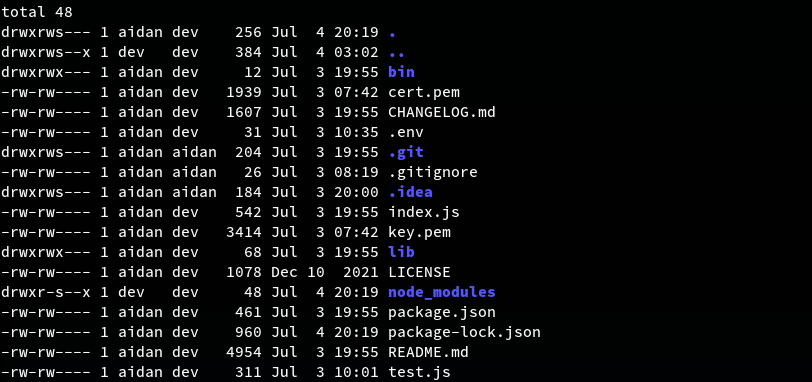 total 48
drwxrws--- 1 aidan dev    256 Jul  4 20:19 .
drwxrws--x 1 dev   dev    384 Jul  4 03:02 ..
drwxrwx--- 1 aidan dev     12 Jul  3 19:55 bin
-rw-rw---- 1 aidan dev   1939 Jul  3 07:42 cert.pem
-rw-rw---- 1 aidan dev   1607 Jul  3 19:55 CHANGELOG.md
-rw-rw---- 1 aidan dev     31 Jul  3 10:35 .env
drwxrws--- 1 aidan aidan  204 Jul  3 19:55 .git
-rw-rw---- 1 aidan aidan   26 Jul  3 08:19 .gitignore
drwxrws--- 1 aidan aidan  184 Jul  3 20:00 .idea
-rw-rw---- 1 aidan dev    542 Jul  3 19:55 index.js
-rw-rw---- 1 aidan dev   3414 Jul  3 07:42 key.pem
drwxrwx--- 1 aidan dev     68 Jul  3 19:55 lib
-rw-rw---- 1 aidan dev   1078 Dec 10  2021 LICENSE
drwxr-s--x 1 dev   dev     48 Jul  4 20:19 node_modules
-rw-rw---- 1 aidan dev    461 Jul  3 19:55 package.json
-rw-rw---- 1 aidan dev    960 Jul  4 20:19 package-lock.json
-rw-rw---- 1 aidan dev   4954 Jul  3 19:55 README.md
-rw-rw---- 1 aidan dev    311 Jul  3 10:01 test.js